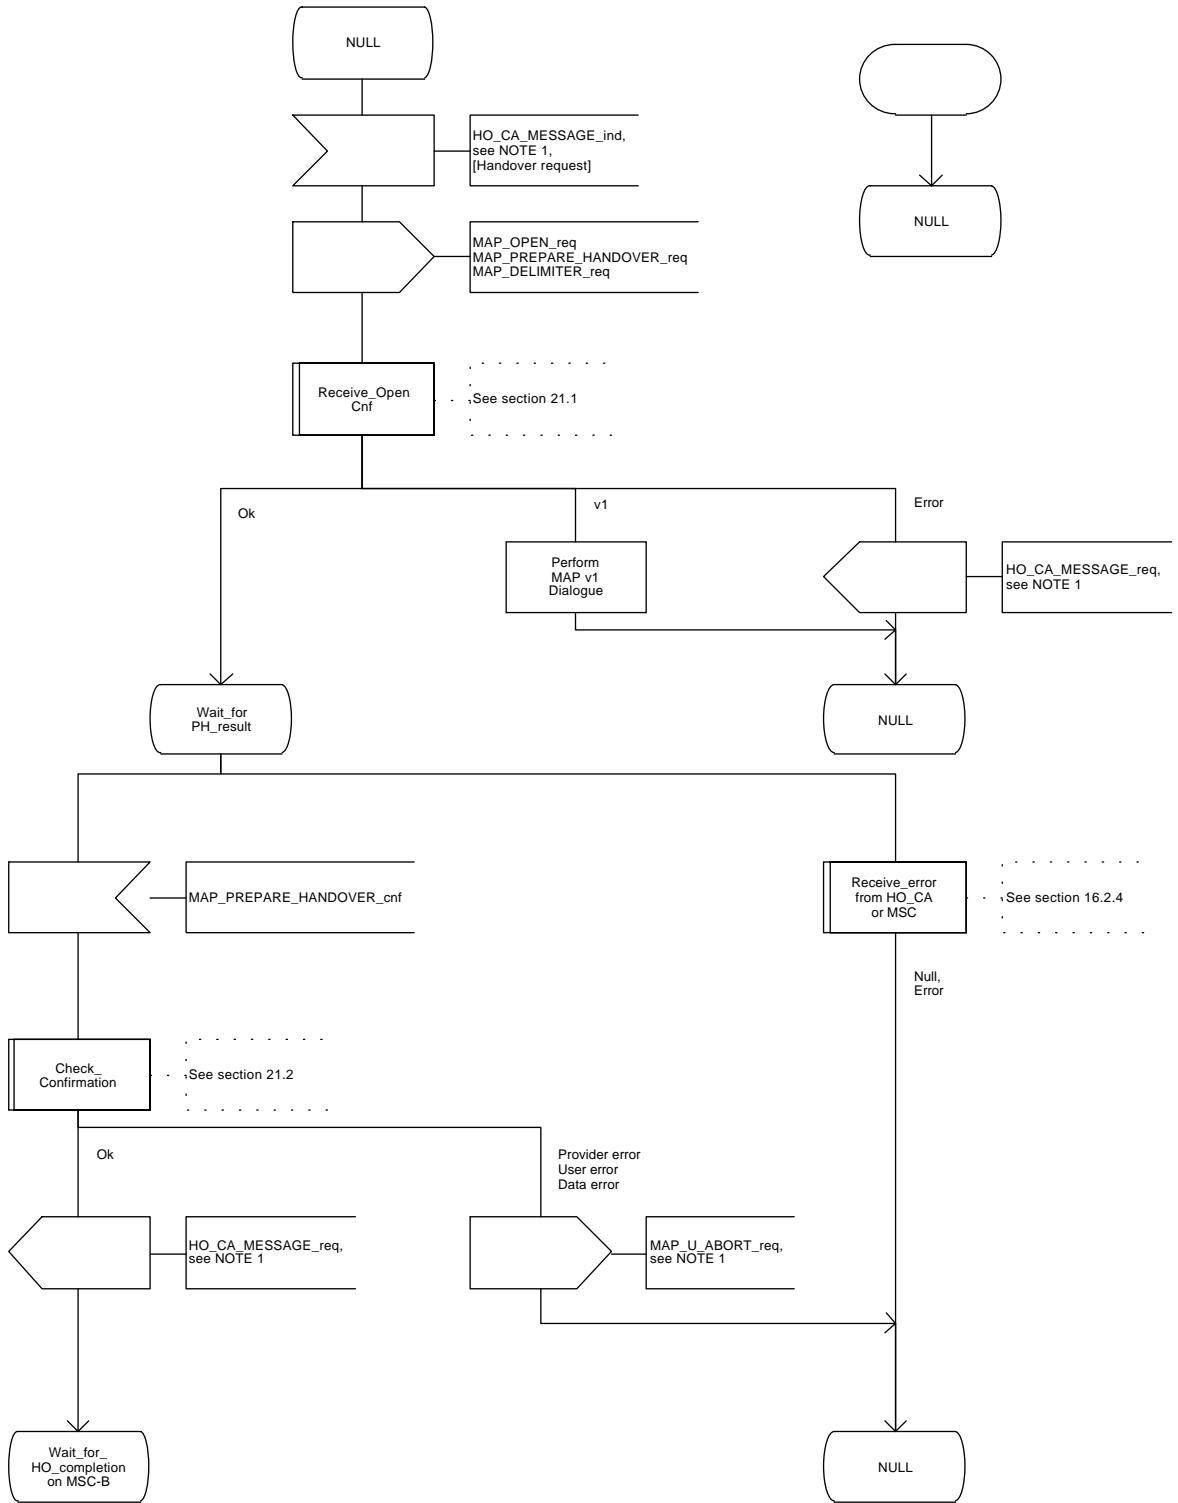 NULL
HO_CA_MESSAGE_ind,
see NOTE 1,
[Handover request]
NULL
MAP_OPEN_req
MAP_PREPARE_HANDOVER_req
MAP_DELIMITER_req
Receive_Open
Cnf
See section 21.1
Ok
v1
Error
Perform
MAP v1
Dialogue
HO_CA_MESSAGE_req,
see NOTE 1
Wait_for
PH_result
NULL
MAP_PREPARE_HANDOVER_cnf
Receive_error
from HO_CA
or MSC
See section 16.2.4
Null,
Error
Check_
Confirmation
See section 21.2
Ok
Provider error
User error
Data error
HO_CA_MESSAGE_req,
see NOTE 1
MAP_U_ABORT_req,
see NOTE 1
Wait_for_
HO_completion
on MSC-B
NULL